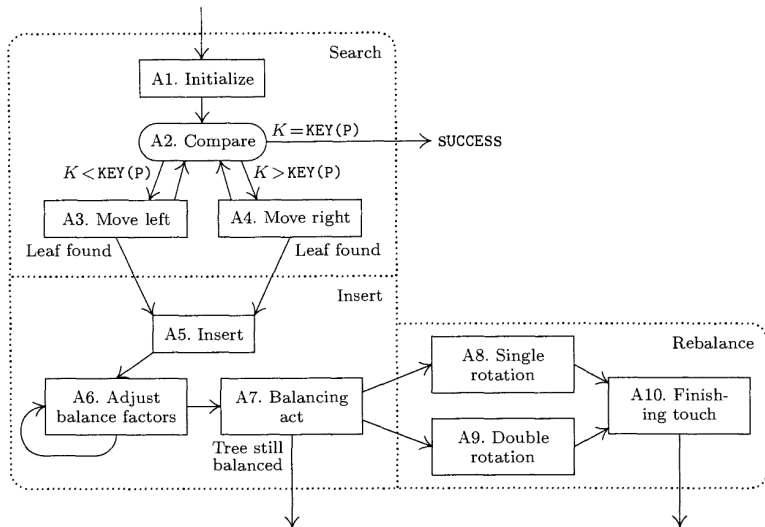 Search
A1. Initialize
A2. Compare
K=KEY(P)
SUCCESS
K<KEY(P)
K>KEY(P)
A3. Move left
A4. Move right
Leaf found
Leaf found
Insert
A5. Insert
Rebalance
A6. Adjust
balance factors
A7. Balancing
act
A8. Single
rotation
A9. Double
rotation
A10. Finish-
ing touch
Tree still
balanced